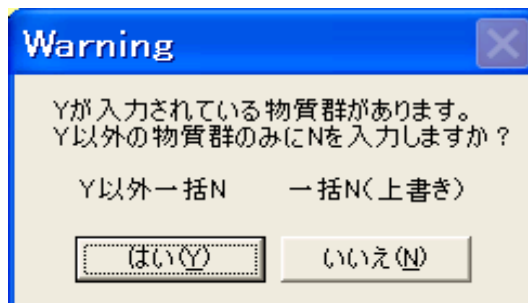 Warning
Yが入力されている物質群があります。
Y以外の物質群のみにNを入力しますか？
Y以外一括N 一括N(上書き)
はい(Y) いいえ(N)